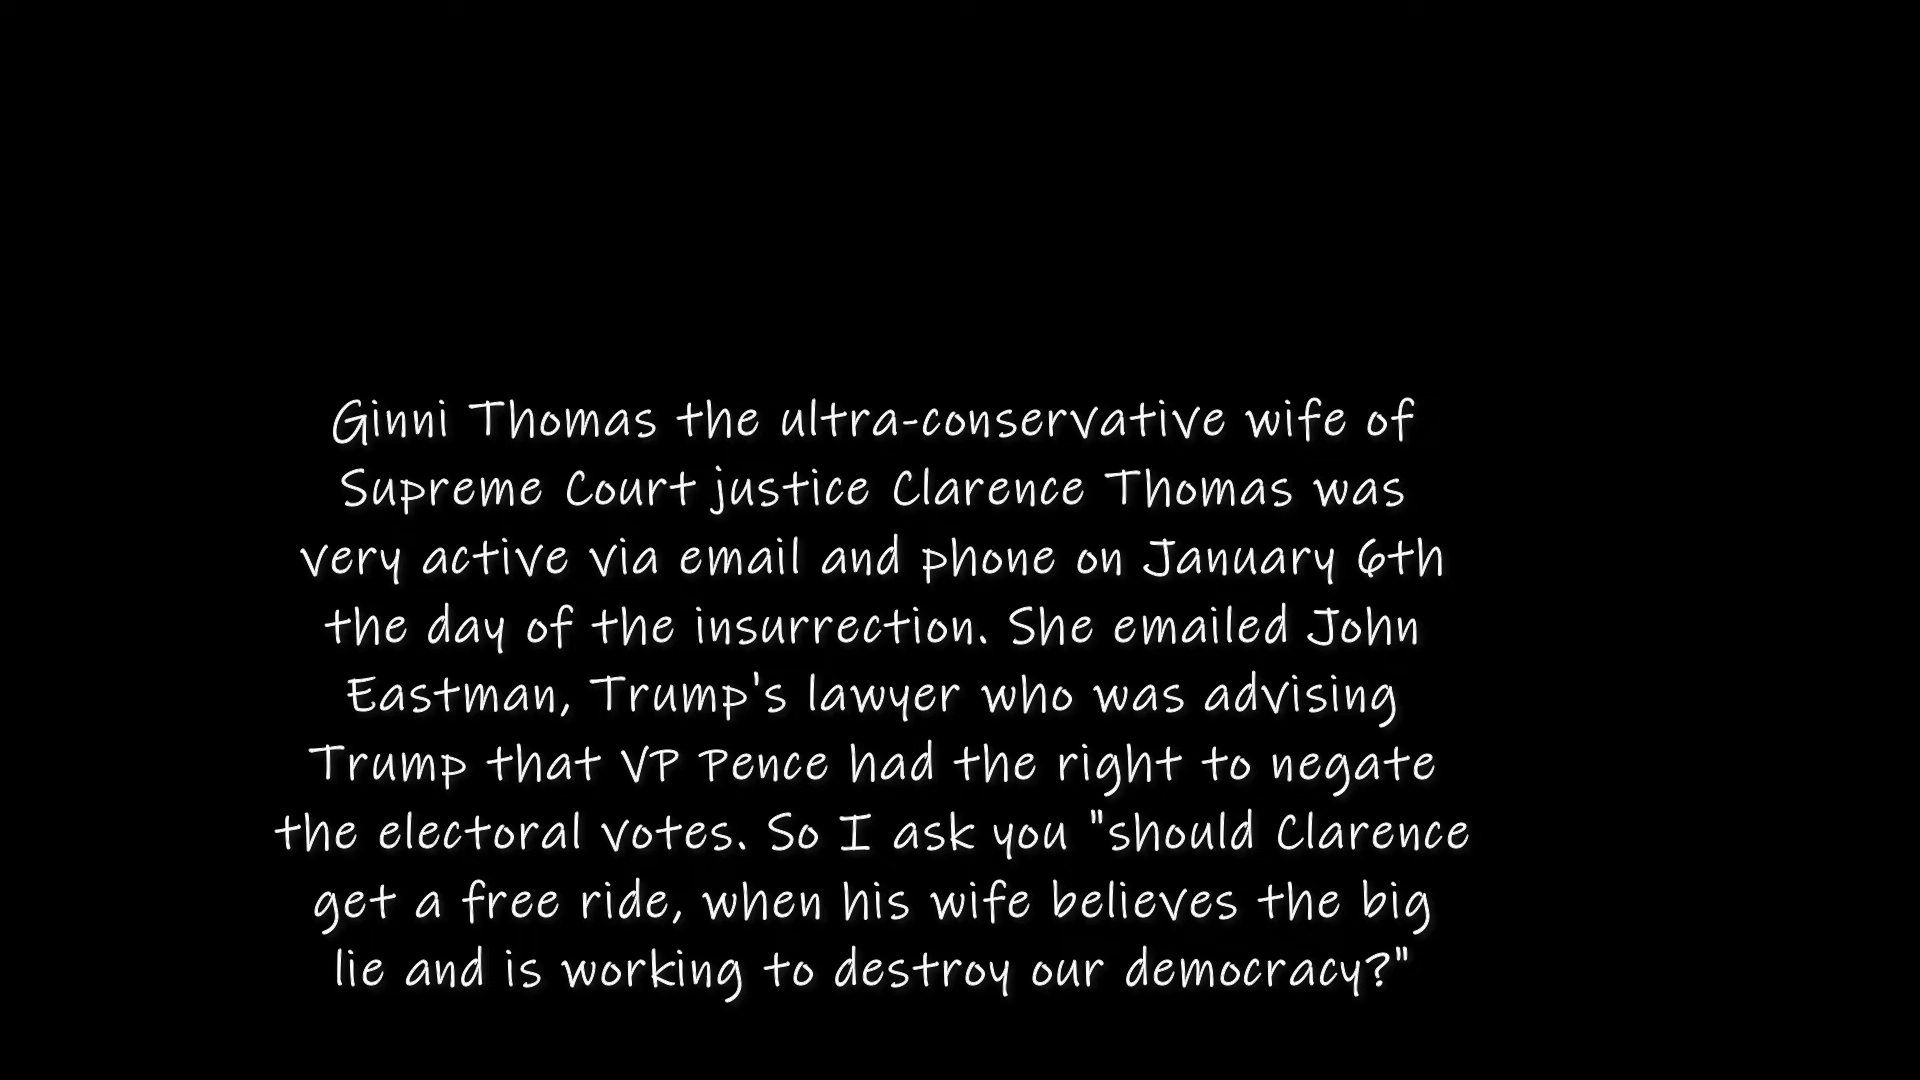 Ginni Thomas the ultra-conservative wife of
Supreme Court justice Clarence Thomas was
very active via email and phone on January 6th
the day of the insurrection. She emailed John
Eastman, Trump's lawyer who was advising
Trump that VP Pence had the right to negate
the electoral votes. So I ask you "should Clarence
get a free ride, when his wife believes the big
lie and is working to destroy our democracy?"